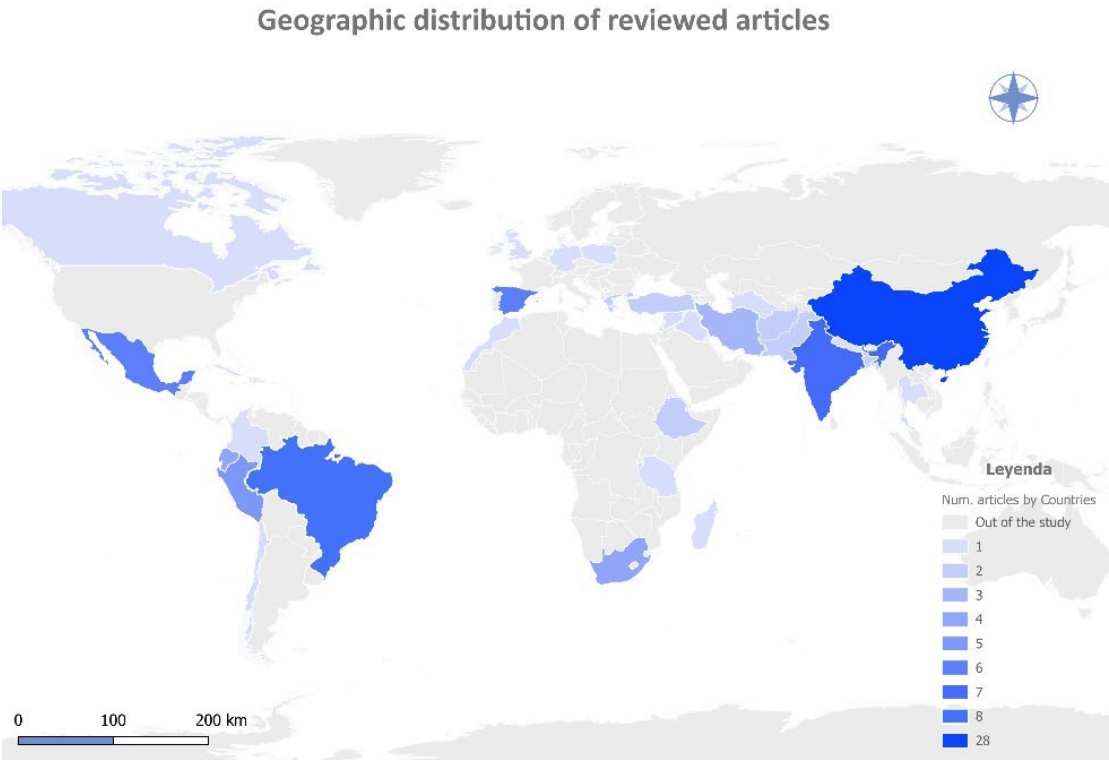 Geographic distribution of reviewed articles
Leyenda
Num. articles by Countries
Out of the study
1
2
3
4
5
6
7
8
28
0 100 200 km